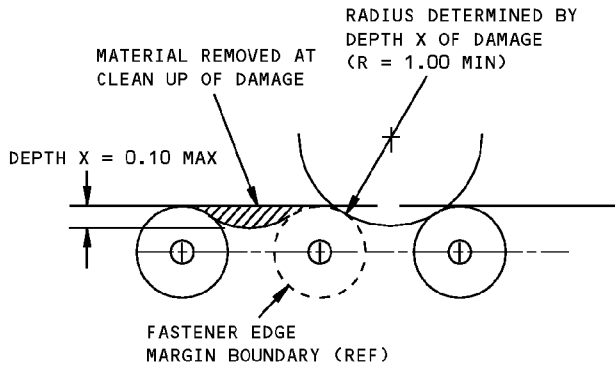 RADIUS DETERMINED BY
DEPTH X OF DAMAGE
(R = 1.00 MIN)
MATERIAL REMOVED AT
CLEAN UP OF DAMAGE
DEPTH X = 0.10 MAX
FASTENER EDGE
MARGIN BOUNDARY (REF)